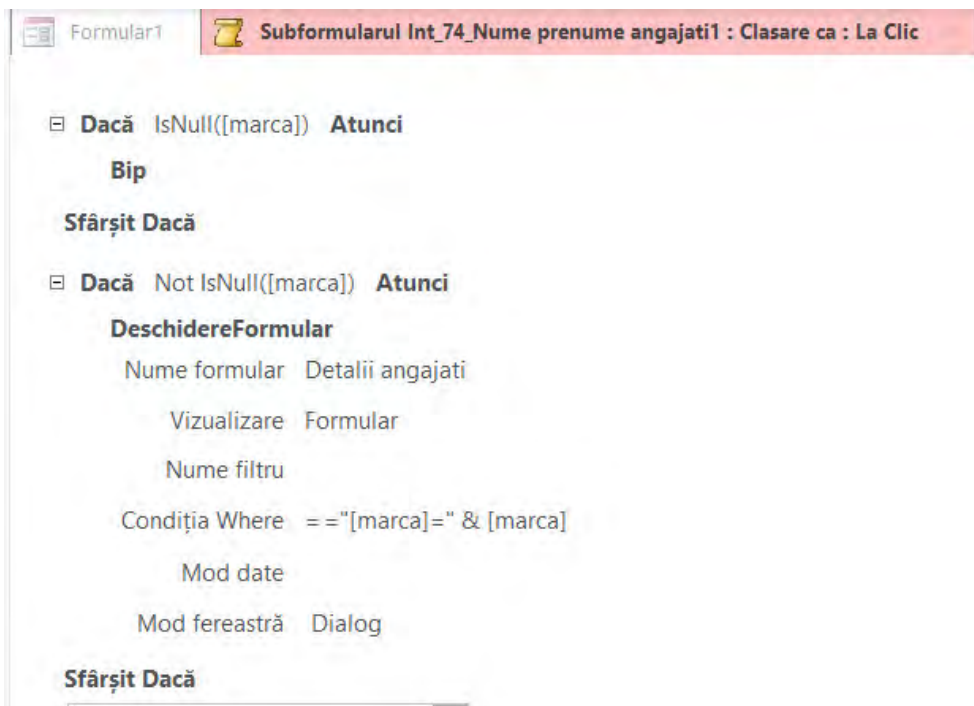 Formular1 Subformularul Int_74_Nume prenume angajati1 : Clasare ca : La Clic
Dacă IsNull([marca]) Atunci
Bip
Sfârșit Dacă
Dacă Not IsNull([marca]) Atunci
DeschidereFormular
Nume formular Detalii angajati
Vizualizare Formular
Nume filtru
Condiția Where = ="[marca]=" & [marca]
Mod date
Mod fereastră Dialog
Sfârșit Dacă